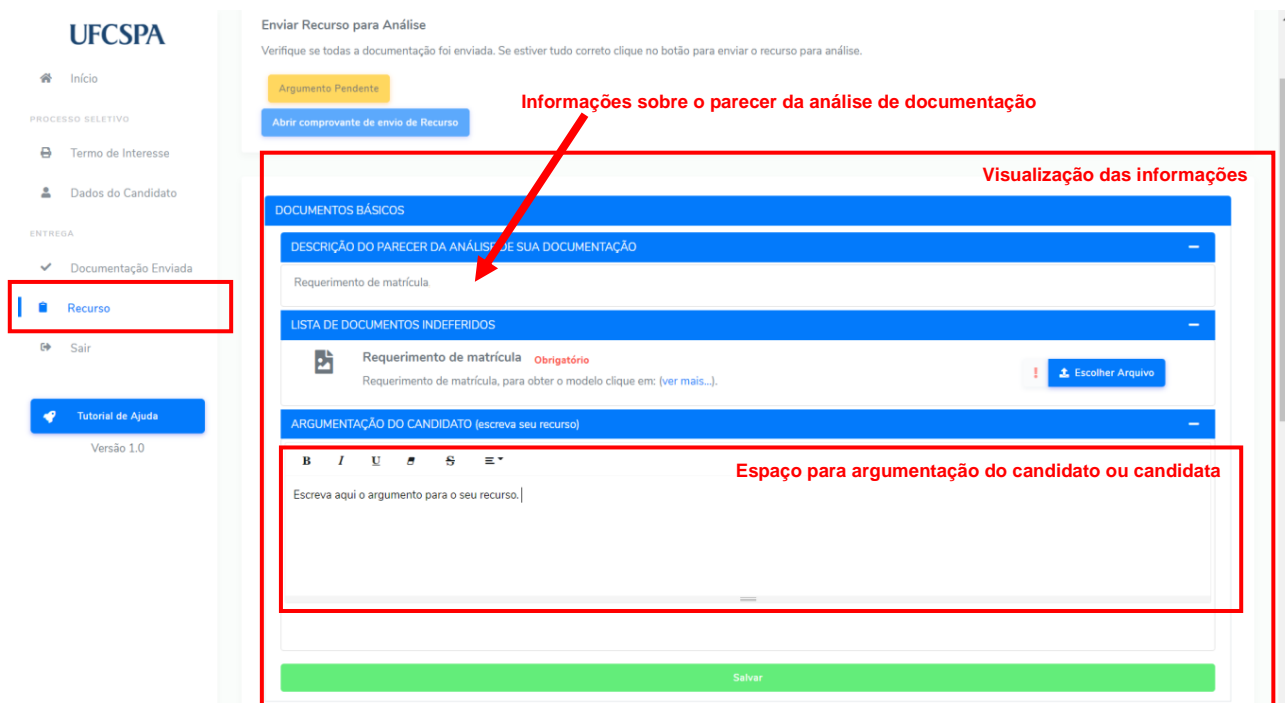 UFCSPA
Início
PROCESSO SELETIVO
Termo de Interesse
Dados do Candidato
ENTREGA
Documentação Enviada
Recurso
Sair
Tutorial de Ajuda
Versão 1.0
Enviar Recurso para Análise
Verifique se todas a documentação foi enviada. Se estiver tudo correto clique no botão para enviar o recurso para análise.
Argumento Pendente
Abrir comprovante de envio de Recurso
Informações sobre o parecer da análise de documentação
Visualização das informações
DOCUMENTOS BÁSICOS
DESCRIÇÃO DO PARECER DA ANÁLISE DE SUA DOCUMENTAÇÃO
Requerimento de matrícula.
LISTA DE DOCUMENTOS INDEFERIDOS
Requerimento de matrícula Obrigatório
Requerimento de matrícula, para obter o modelo clique em: (ver mais...).
! Escolher Arquivo
ARGUMENTAÇÃO DO CANDIDATO (escreva seu recurso)
B I U S
Espaço para argumentação do candidato ou candidata
Escreva aqui o argumento para o seu recurso.
Salvar